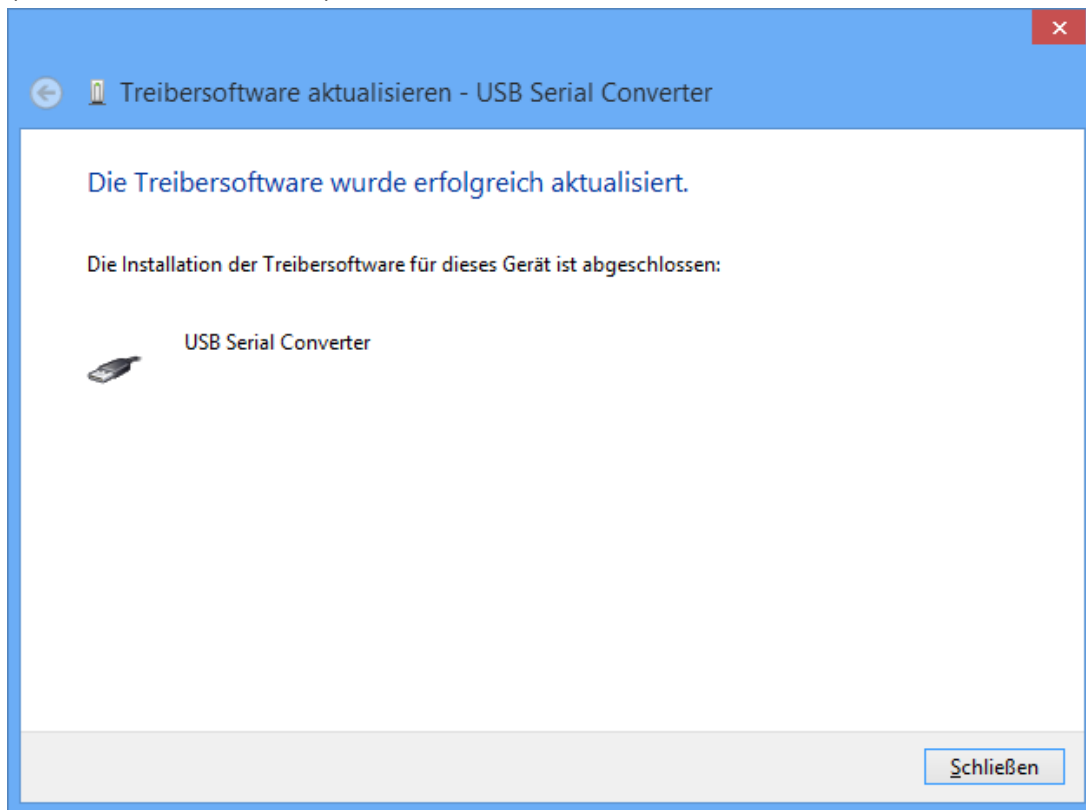 Treibersoftware aktualisieren - USB Serial Converter
Die Treibersoftware wurde erfolgreich aktualisiert.
Die Installation der Treibersoftware für dieses Gerät ist abgeschlossen:
USB Serial Converter
Schließen